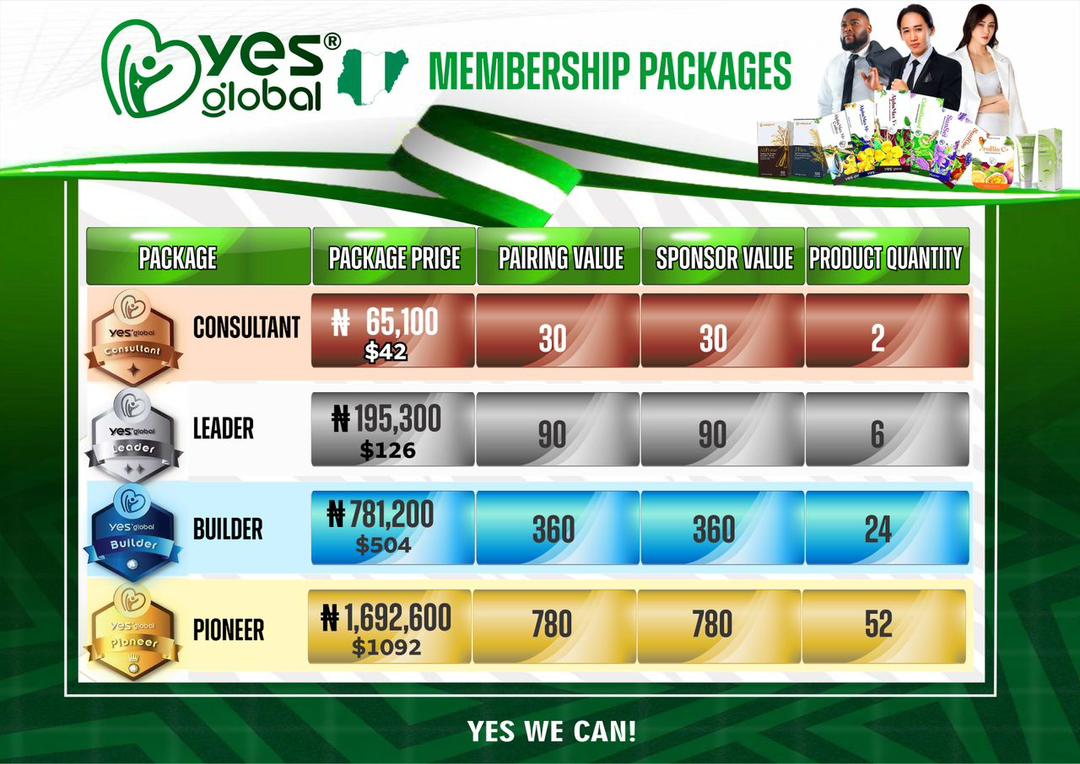 yes®
global
MEMBERSHIP PACKAGES
PACKAGE PACKAGE PRICE PAIRING VALUE SPONSOR VALUE PRODUCT QUANTITY
yes global
Consultant
CONSULTANT
₦ 65,100
$42
30
30
2
yes global
Leader
LEADER
₦ 195,300
$126
90
90
6
yes global
Builder
BUILDER
₦ 781,200
$504
360
360
24
yes global
Pioneer
PIONEER
₦ 1,692,600
$1092
780
780
52
YES WE CAN!